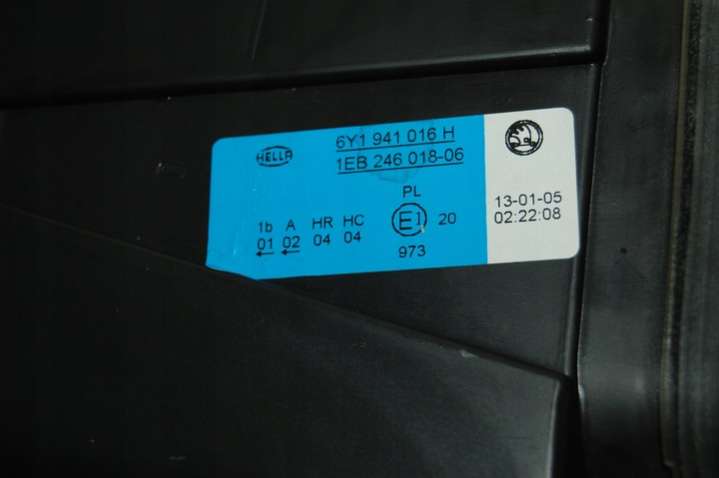 HELLA
6Y1 941 016 H
1EB 246 018-06
PL
1b A HR HC
01 02 04 04
E1 20
973
13-01-05
02:22:08